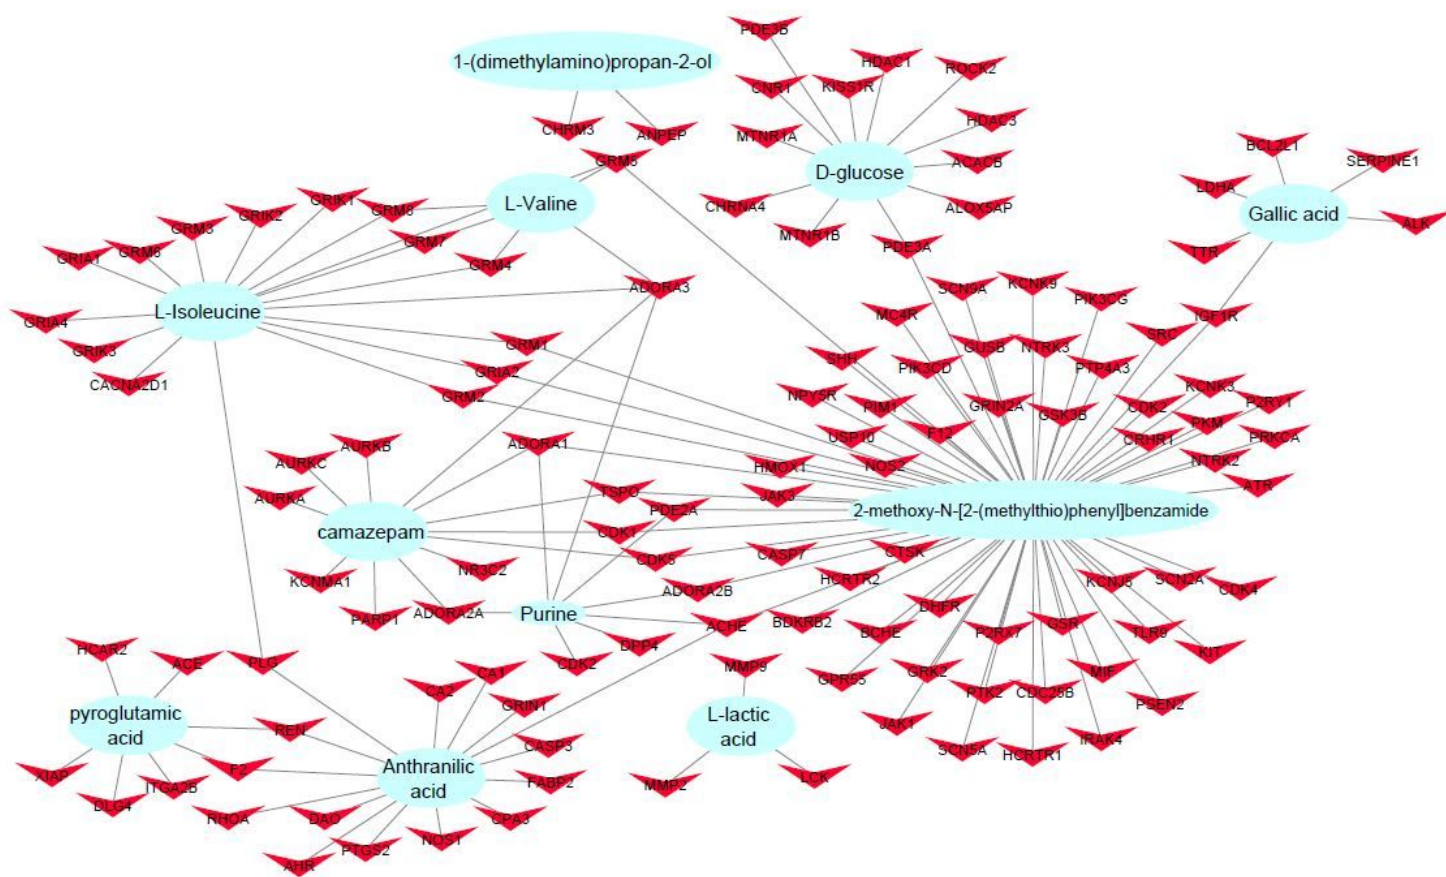 PDE3B
1-(dimethylamino)propan-2-ol
HDAC1
ROCK2
CNR1
KISS1R
CHRM3
ANPEP
MTNR1A
HDAC3
BCL2L1
SERPINE1
GRM5
ACACB
D-glucose
LDHA
L-Valine
GRIK1
GRM8
GRIK2
GRM3
CHRNA4
ALOX5AP
Gallic acid
ALK
MTNR1B
GRM7
GRM6
GRIA1
PDE3A
TTR
GRM4
ADORA3
SCN9A
KCNK9
PIK3CG
L-Isoleucine
GRIA4
MC4R
IGF1R
SRC
GRIK3
GRM1
GUSB
NTRK3
SHH
PIK3CD
PTP4A3
GRIA2
CACNA2D1
GRM2
NPY5R
PIM1
GRIN2A
GSK3B
KCNK3
CDK2
P2RY1
PKM
F12
USP10
CRHR1
PRKCA
AURKB
ADORA1
AURKC
HMOX1
NOS2
NTRK2
ATR
AURKA
TSPO
JAK3
PDE2A
2-methoxy-N-[2-(methylthio)phenyl]benzamide
camazepam
CDK1
CDK5
CASP7
CTSK
NR3C2
KCNMA1
HCRTR2
KCNJ5
SCN2A
CDK4
ADORA2B
PARP1
ADORA2A
Purine
DHFR
ACHE
BDKRB2
BCHE
P2RX7
GSR
TLR9
KIT
HCAR2
ACE
PLG
DPP4
CDK2
MMP9
CA1
CA2
GPR55
GRK2
MIF
PTK2
CDC25B
PSEN2
GRIN1
pyroglutamic
acid
REN
L-lactic
acid
JAK1
SCN5A
HCRTR1
IRAK4
CASP3
XIAP
F2
Anthranilic
acid
FABP2
ITGA2B
DLG4
MMP2
LCK
RHOA
DAO
CPA3
NOS1
PTGS2
AHR